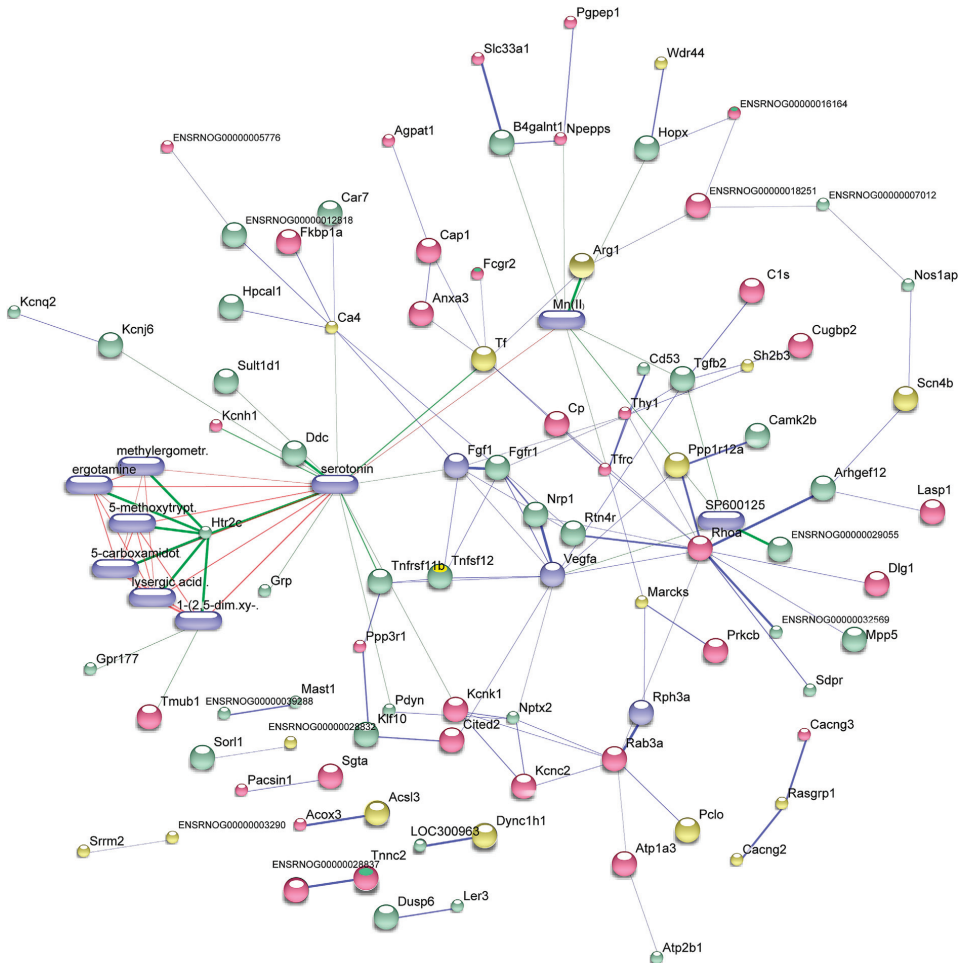 Pgpep1
Slc33a1
Wdr44
ENSRNOG00000016164
B4galnt1
Npepps
Hopx
Agpat1
ENSRNOG00000005776
ENSRNOG00000018251
ENSRNOG00000007012
Car7
ENSRNOG00000012818
Fkbp1a
Cap1
Arg1
Fcgr2
C1s
Nos1ap
Hpcal1
Anxa3
Mn(II)
Kcnq2
Ca4
Cugbp2
Kcnj6
Tf
Cd53
Tgfb2
Sh2b3
Sult1d1
Scn4b
Kcnh1
Cp
Thy1
Camk2b
Ddc
methylergometr.
ergotamine
serotonin
Fgf1
Fgfr1
Tfrc
Ppp1r12a
Arhgef12
5-methoxytrypt.
Htr2c
Nrp1
Rtn4r
SP600125
Rhoa
Lasp1
ENSRNOG00000029055
5-carboxamidot
lysergic acid .
Grp
Tnfrsf11b
Tnfsf12
Vegfa
1-(2,5-dim.xy-.
Dlg1
Marcks
ENSRNOG00000032569
Ppp3r1
Prkcb
Mpp5
Gpr177
Tmub1
Mast1
ENSRNOG00000039288
Pdyn
Kcnk1
Nptx2
Rph3a
Sdpr
Klf10
Cited2
ENSRNOG00000028832
Sorl1
Rab3a
Cacng3
Sgta
Pacsin1
Kcnc2
Rasgrp1
Acsl3
Acox3
Pclo
Dync1h1
LOC300963
ENSRNOG00000003290
Srrm2
Cacng2
Atp1a3
Tnnc2
ENSRNOG00000028837
Dusp6
Ler3
Atp2b1